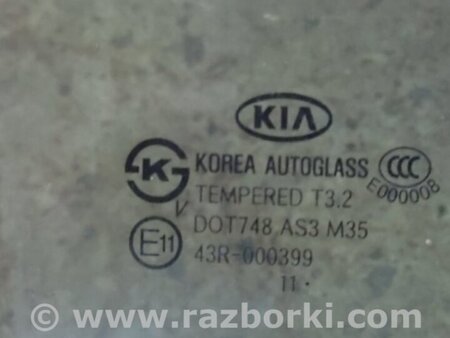 KIA
K
KOREA AUTOGLASS
CCC
E000008
TEMPERED T3.2
V
DOT748 AS3 M35
E11
43R-000399
11 .
© www.razborki.com